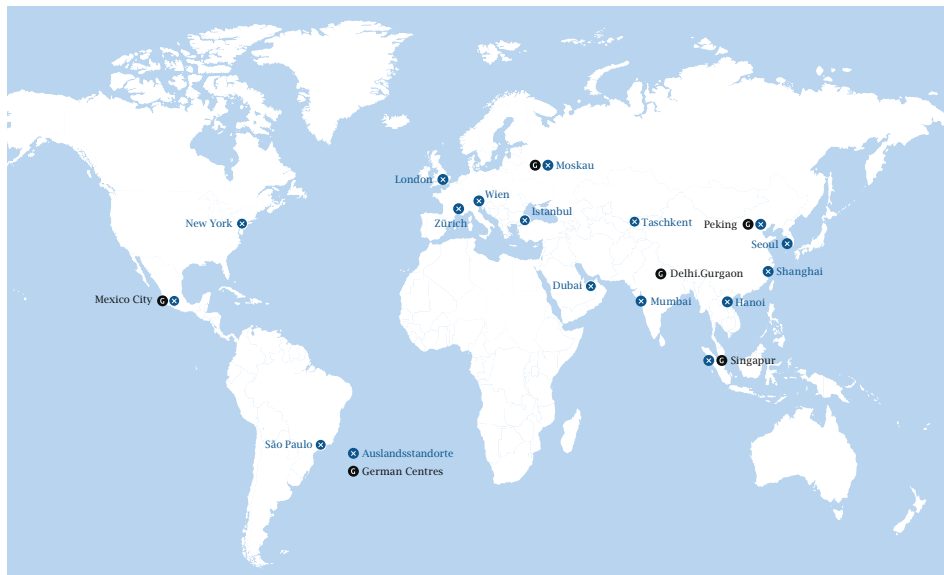 Moskau
London
Wien
Zürich
Istanbul
New York
Taschkent
Peking
Seoul
Shanghai
Delhi.Gurgaon
Dubai
Mexico City
Mumbai
Hanoi
Singapur
São Paulo
Auslandsstandorte
G German Centres